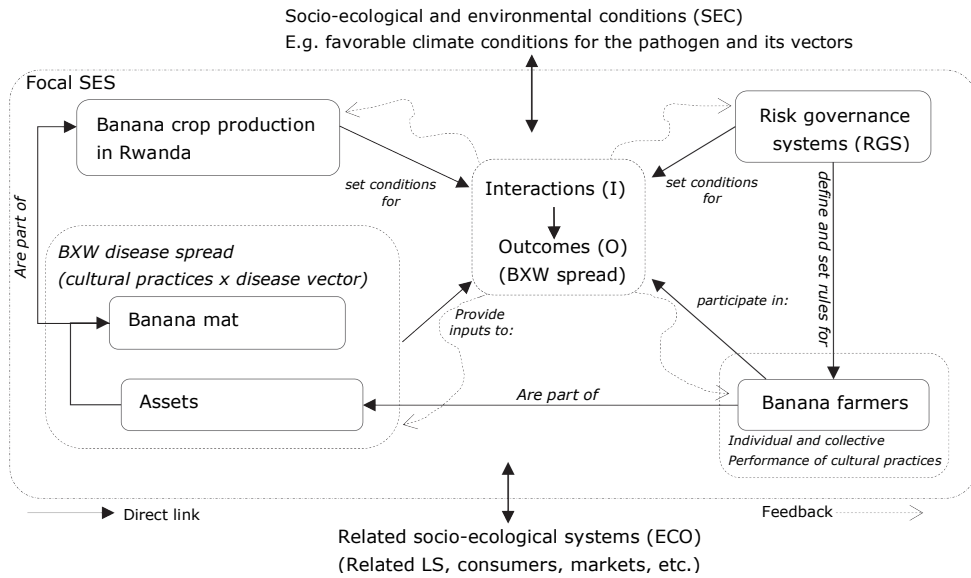 Socio-ecological and environmental conditions (SEC)
E.g. favorable climate conditions for the pathogen and its vectors
Focal SES
Banana crop production
in Rwanda
Risk governance
systems (RGS)
set conditions
for
Interactions (I)
set conditions
for
Outcomes (O)
(BXW spread)
Are part of
define and set rules for
BXW disease spread
(cultural practices x disease vector)
Banana mat
Provide
inputs to:
participate in:
Assets
Are part of
Banana farmers
Individual and collective
Performance of cultural practices
Direct link
Feedback
Related socio-ecological systems (ECO)
(Related LS, consumers, markets, etc.)